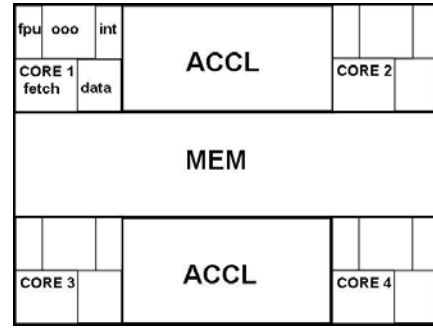 fpu ooo int
CORE 1
fetch data
ACCL
CORE 2
MEM
CORE 3
ACCL
CORE 4